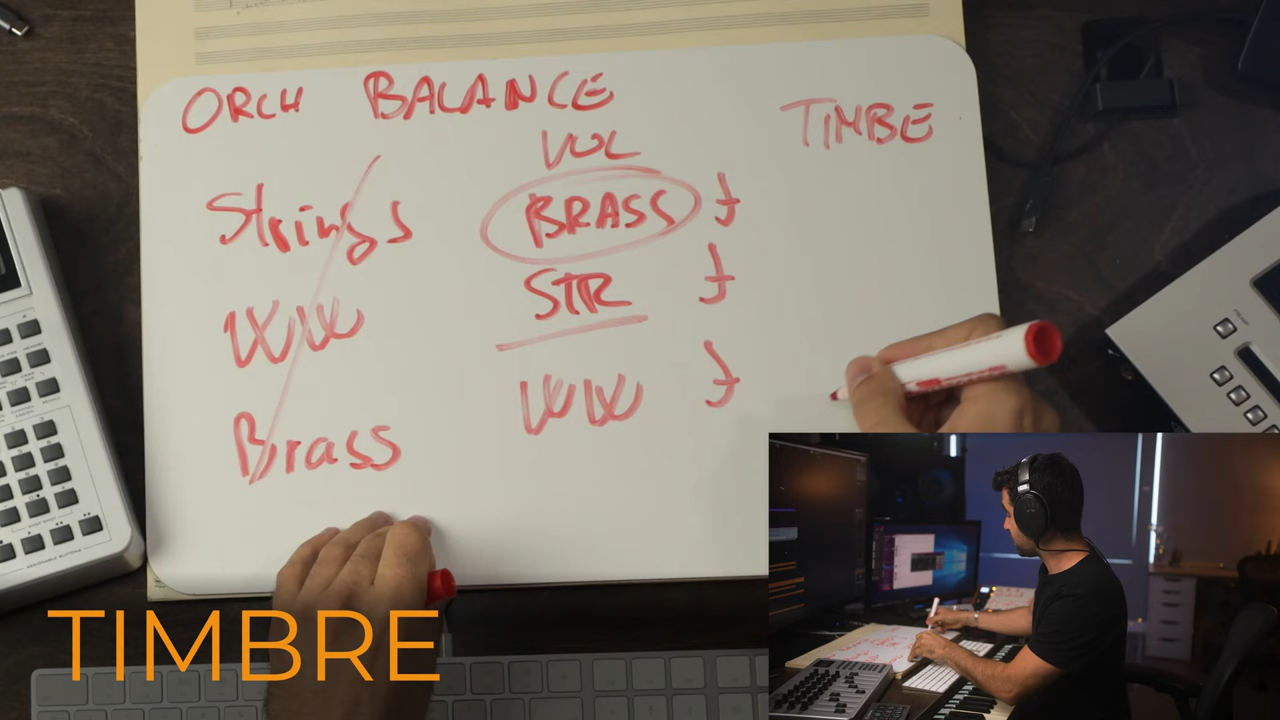 ORCH BALANCE
TIMBE
VOL
Strings
BRASS f
STR f
WW
WW f
Brass
TIMBRE